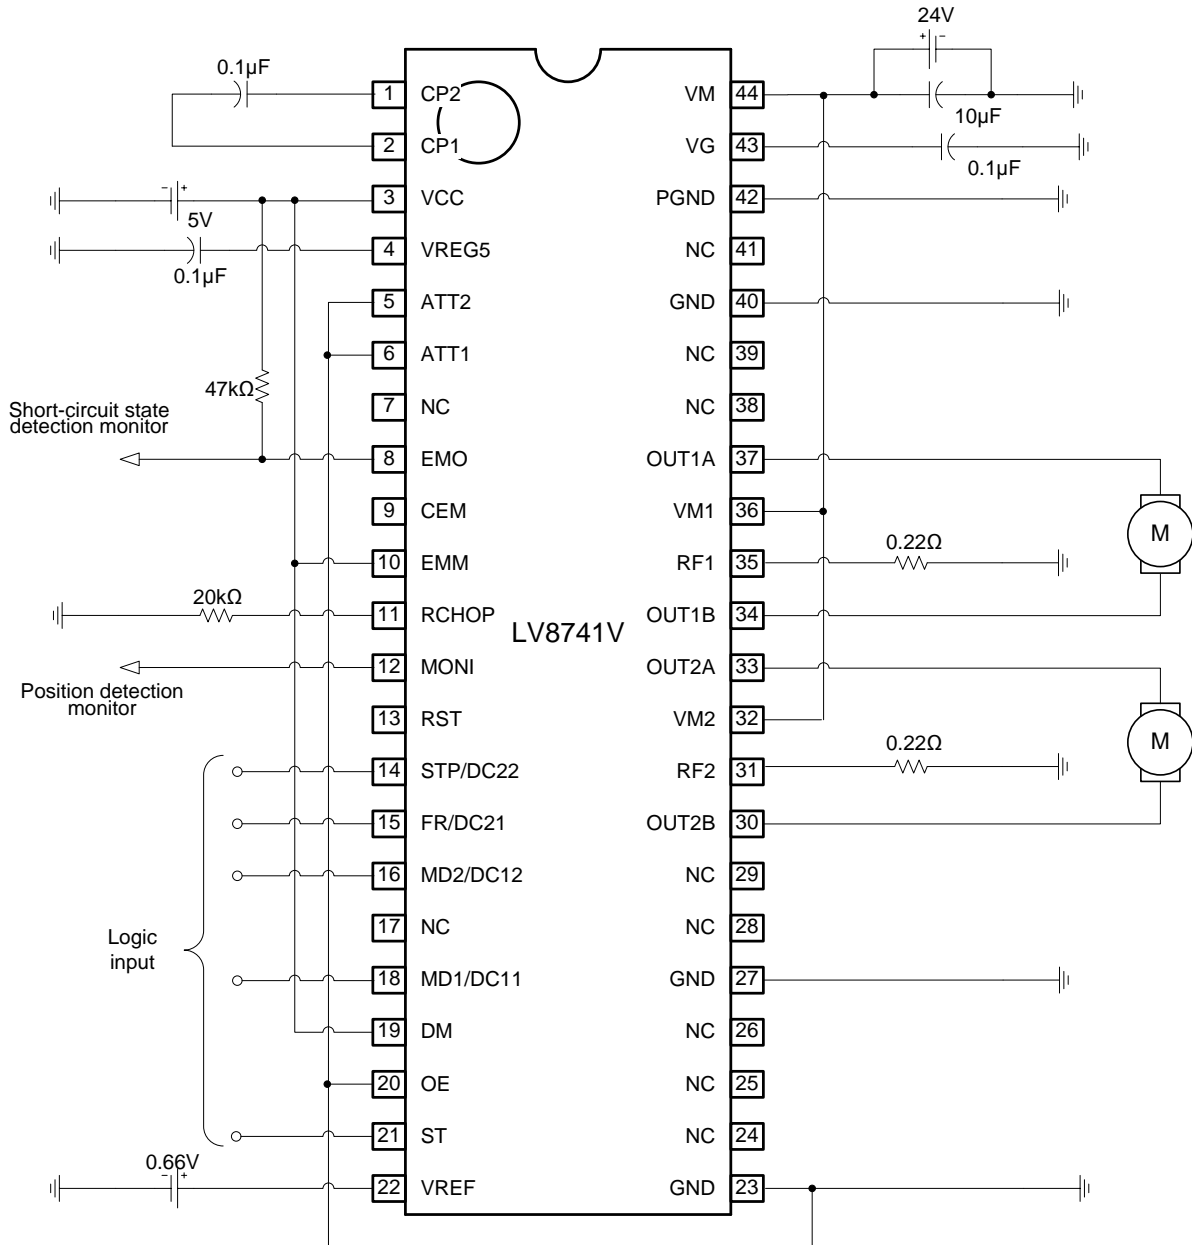 24V
+ −
0.1µF
1 CP2
VM 44
10µF
2 CP1
VG 43
0.1µF
− +
3 VCC
PGND 42
5V
4 VREG5
NC 41
0.1µF
5 ATT2
GND 40
6 ATT1
NC 39
47kΩ
7 NC
NC 38
Short-circuit state
detection monitor
8 EMO
OUT1A 37
9 CEM
VM1 36
M
0.22Ω
10 EMM
RF1 35
20kΩ
11 RCHOP
OUT1B 34
LV8741V
12 MONI
OUT2A 33
Position detection
monitor
13 RST
VM2 32
M
0.22Ω
14 STP/DC22
RF2 31
15 FR/DC21
OUT2B 30
16 MD2/DC12
NC 29
17 NC
NC 28
Logic
input
18 MD1/DC11
GND 27
19 DM
NC 26
20 OE
NC 25
21 ST
NC 24
0.66V
− +
22 VREF
GND 23